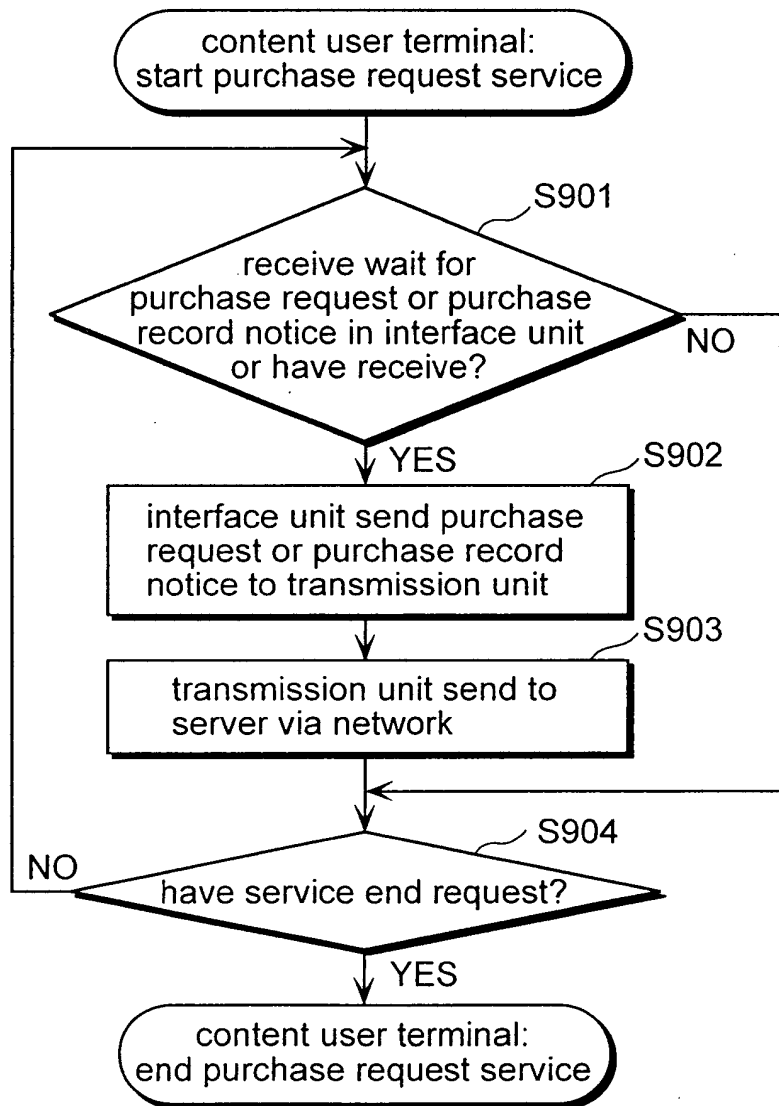 content user terminal:
start purchase request service
S901
receive wait for
purchase request or purchase
record notice in interface unit
or have receive?
NO
YES
S902
interface unit send purchase
request or purchase record
notice to transmission unit
S903
transmission unit send to
server via network
S904
NO
have service end request?
YES
content user terminal:
end purchase request service